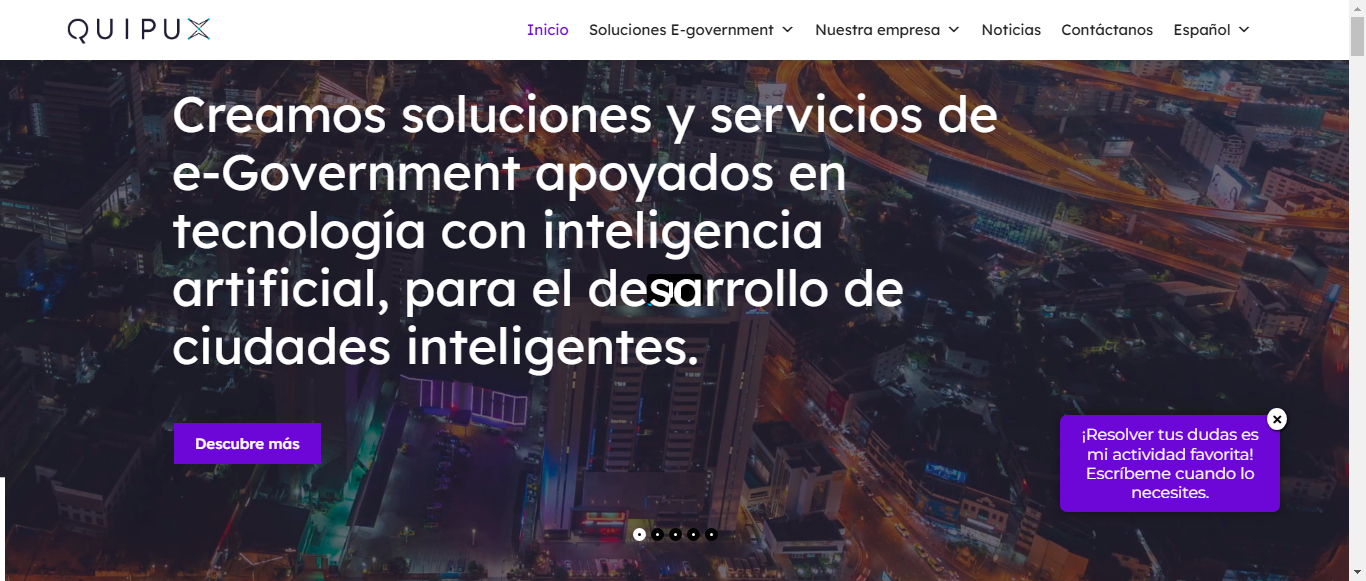 QUIPUX
Inicio
Soluciones E-government
Nuestra empresa
Noticias
Contáctanos
Español
Creamos soluciones y servicios de
e-Government apoyados en
tecnología con inteligencia
artificial, para el desarrollo de
ciudades inteligentes.
Descubre más
¡Resolver tus dudas es
mi actividad favorita!
Escríbeme cuando lo
necesites.